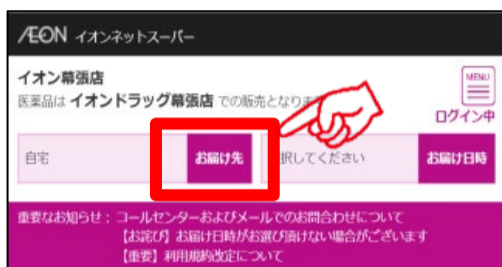 ÆON イオンネットスーパー
イオン幕張店
MENU
医薬品は イオンドラッグ幕張店 での販売となります
ログイン中
自宅 お届け先 択してください お届け日時
重要なお知らせ： コールセンターおよびメールでのお問合わせについて
【お詫び】お届け日時がお選び頂けない場合がございます
【重要】利用規約改定について